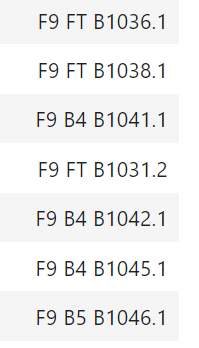 F9 FT B1036.1
F9 FT B1038.1
F9 B4 B1041.1
F9 FT B1031.2
F9 B4 B1042.1
F9 B4 B1045.1
F9 B5 B1046.1